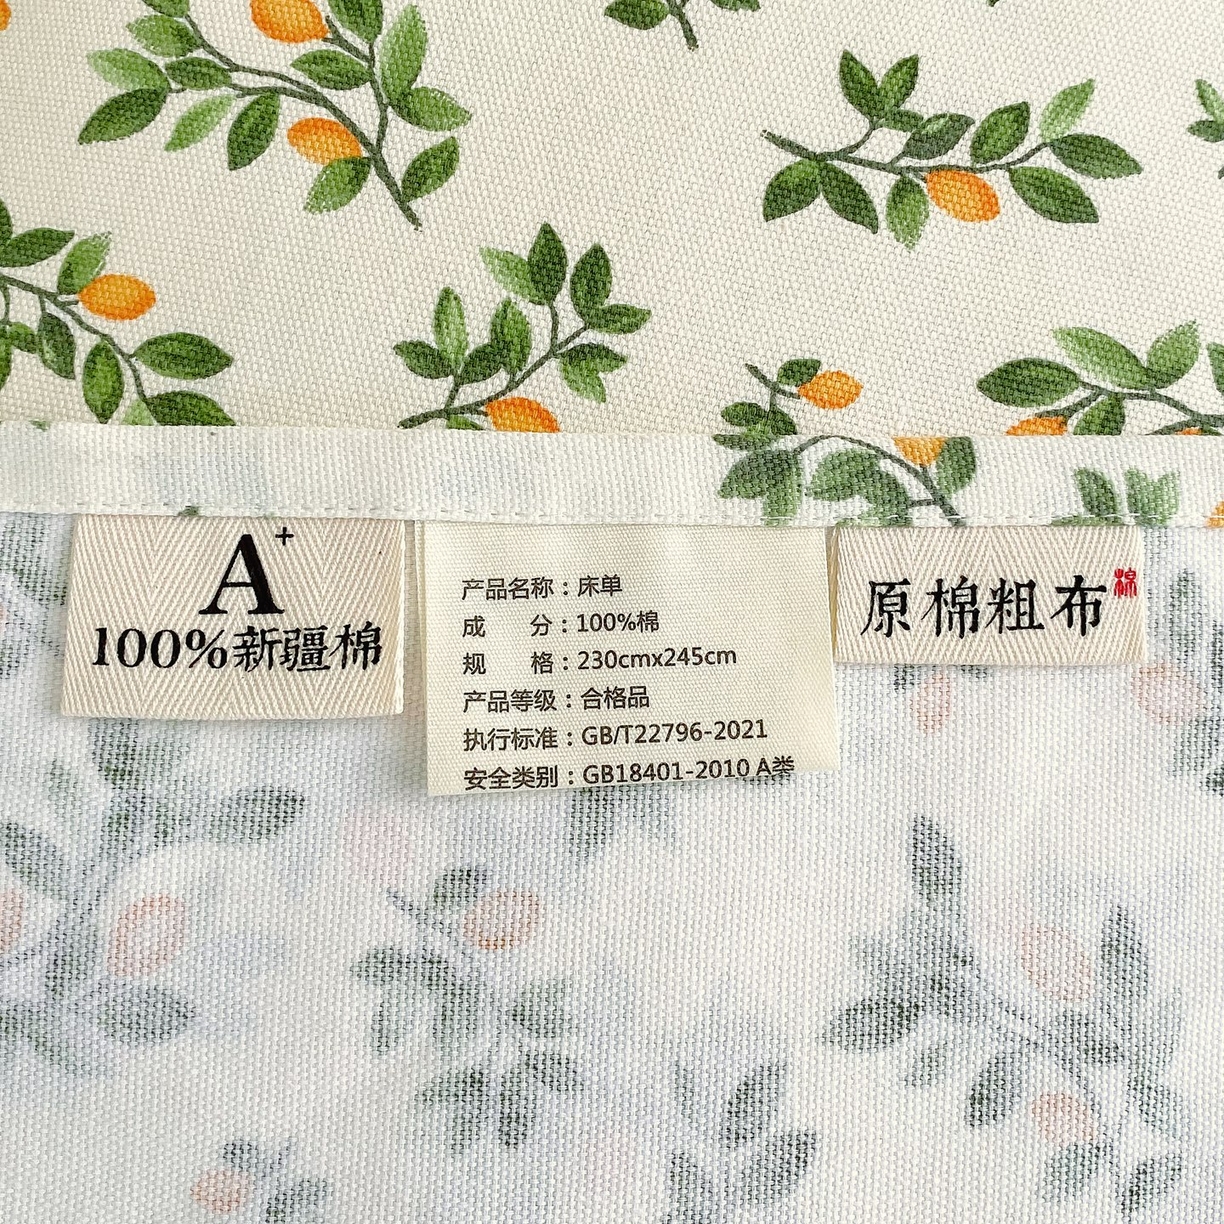 A+
100%新疆棉
产品名称：床单
成 分：100%棉
规 格：230cmx245cm
产品等级：合格品
执行标准：GB/T22796-2021
安全类别：GB18401-2010 A类
原棉粗布
棉